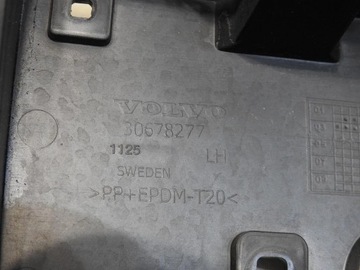 VOLVO
30678277
1125 LH
SWEDEN
>PP+EPDM-T20<